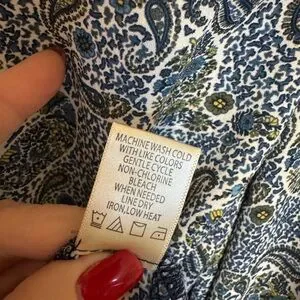 MACHINE WASH COLD
WITH LIKE COLORS
GENTLE CYCLE
NON-CHLORINE
BLEACH
WHEN NEEDED
LINE DRY
IRON,LOW HEAT